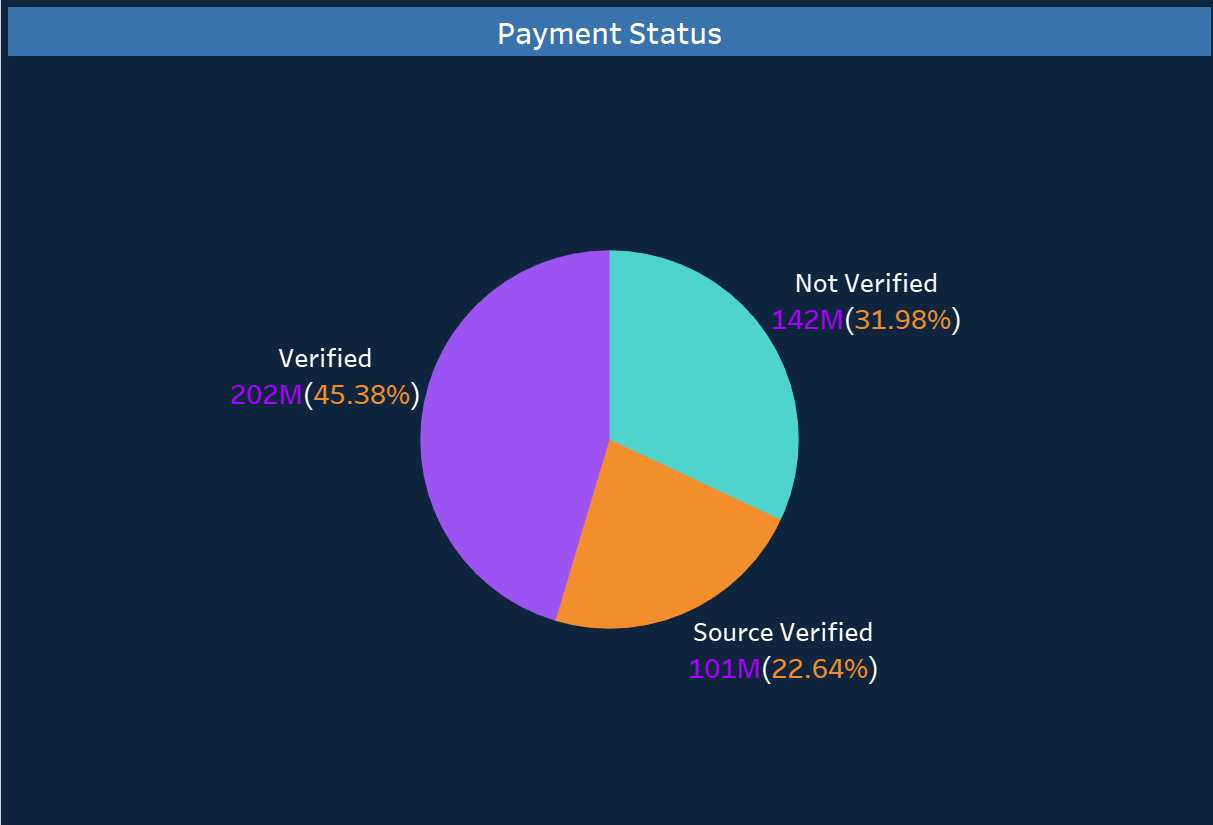 Payment Status
Not Verified
142M(31.98%)
Verified
202M(45.38%)
Source Verified
101M(22.64%)